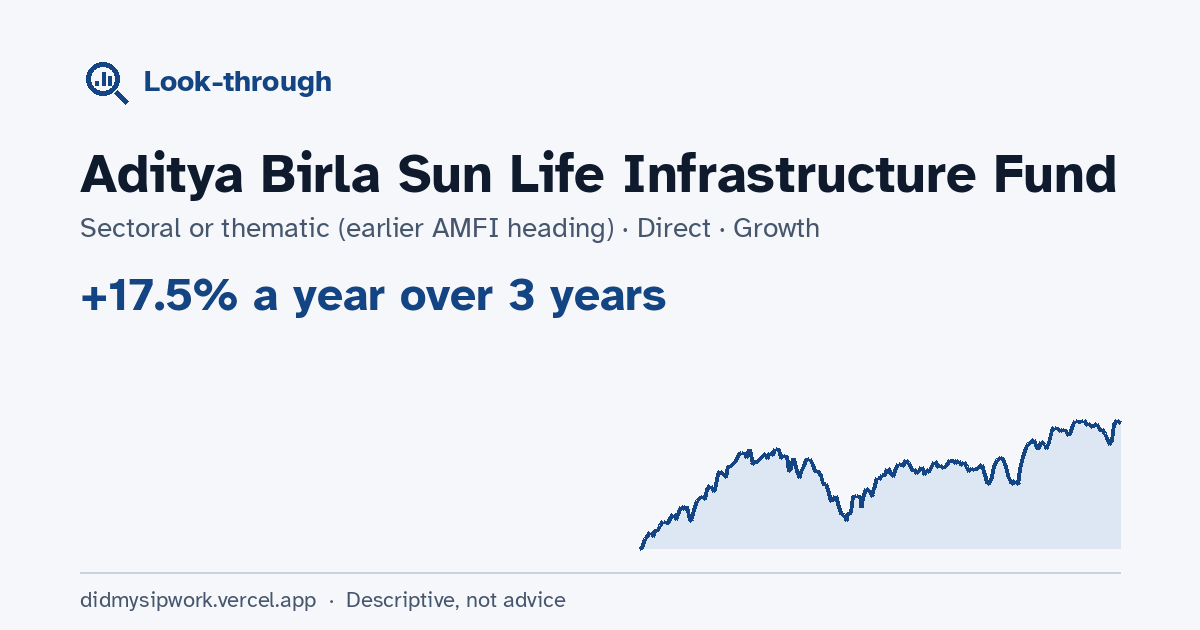 Look-through
Aditya Birla Sun Life Infrastructure Fund
Sectoral or thematic (earlier AMFI heading) · Direct · Growth
+17.5% a year over 3 years
didmysipwork.vercel.app · Descriptive, not advice